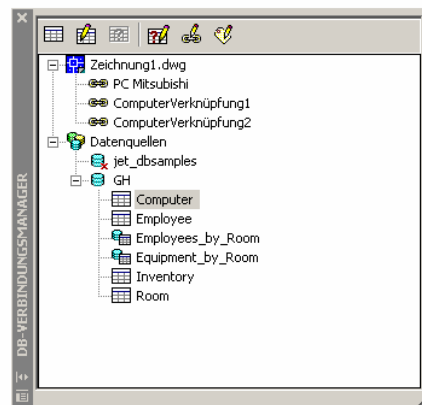 Zeichnung1.dwg
PC Mitsubishi
ComputerVerknüpfung1
ComputerVerknüpfung2
Datenquellen
jet_dbsamples
GH
Computer
Employee
Employees_by_Room
Equipment_by_Room
Inventory
Room
DB-VERBINDUNGSMANAGER